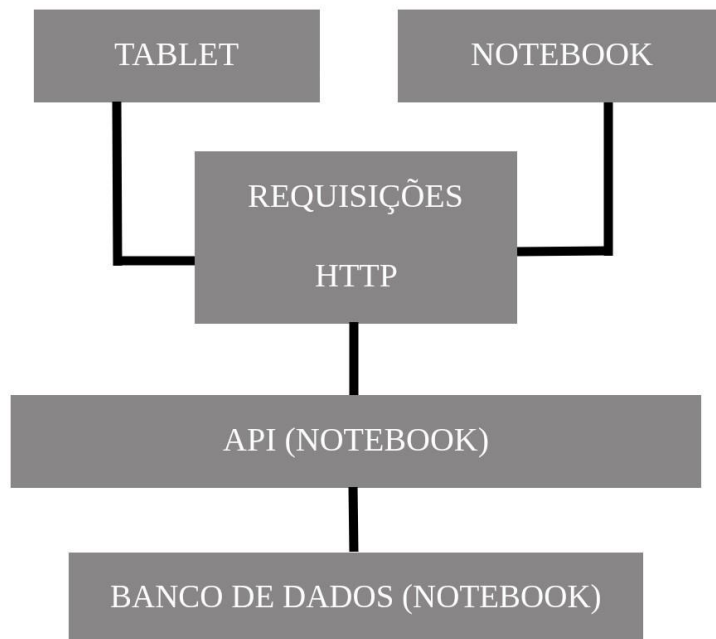 TABLET
NOTEBOOK
REQUISIÇÕES
HTTP
API (NOTEBOOK)
BANCO DE DADOS (NOTEBOOK)